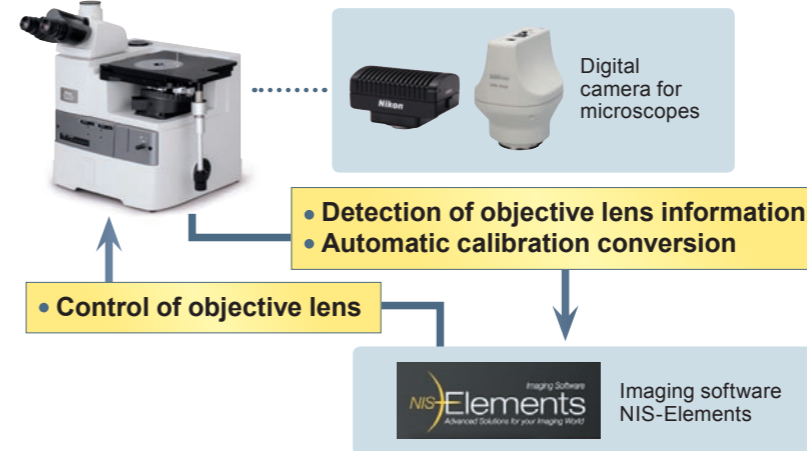 Nikon
Digital
camera for
microscopes
• Detection of objective lens information
• Automatic calibration conversion
• Control of objective lens
Imaging Software
NIS-Elements
Advanced Solutions for your Imaging World
Imaging software
NIS-Elements